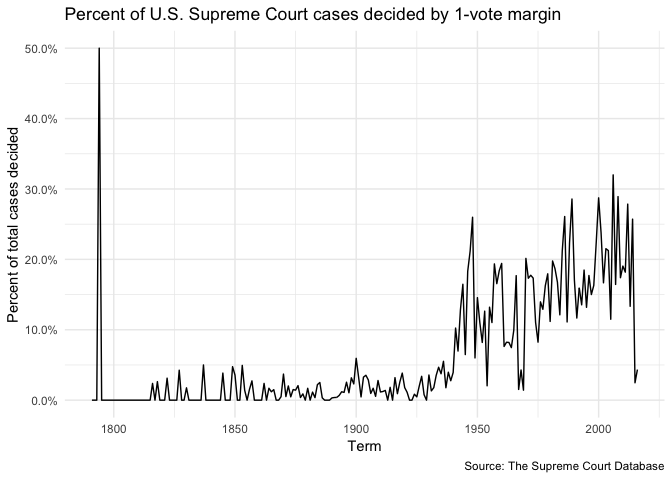 Percent of U.S. Supreme Court cases decided by 1-vote margin
Percent of total cases decided
50.0%
40.0%
30.0%
20.0%
10.0%
0.0%
1800 1850 1900 1950 2000
Term
Source: The Supreme Court Database